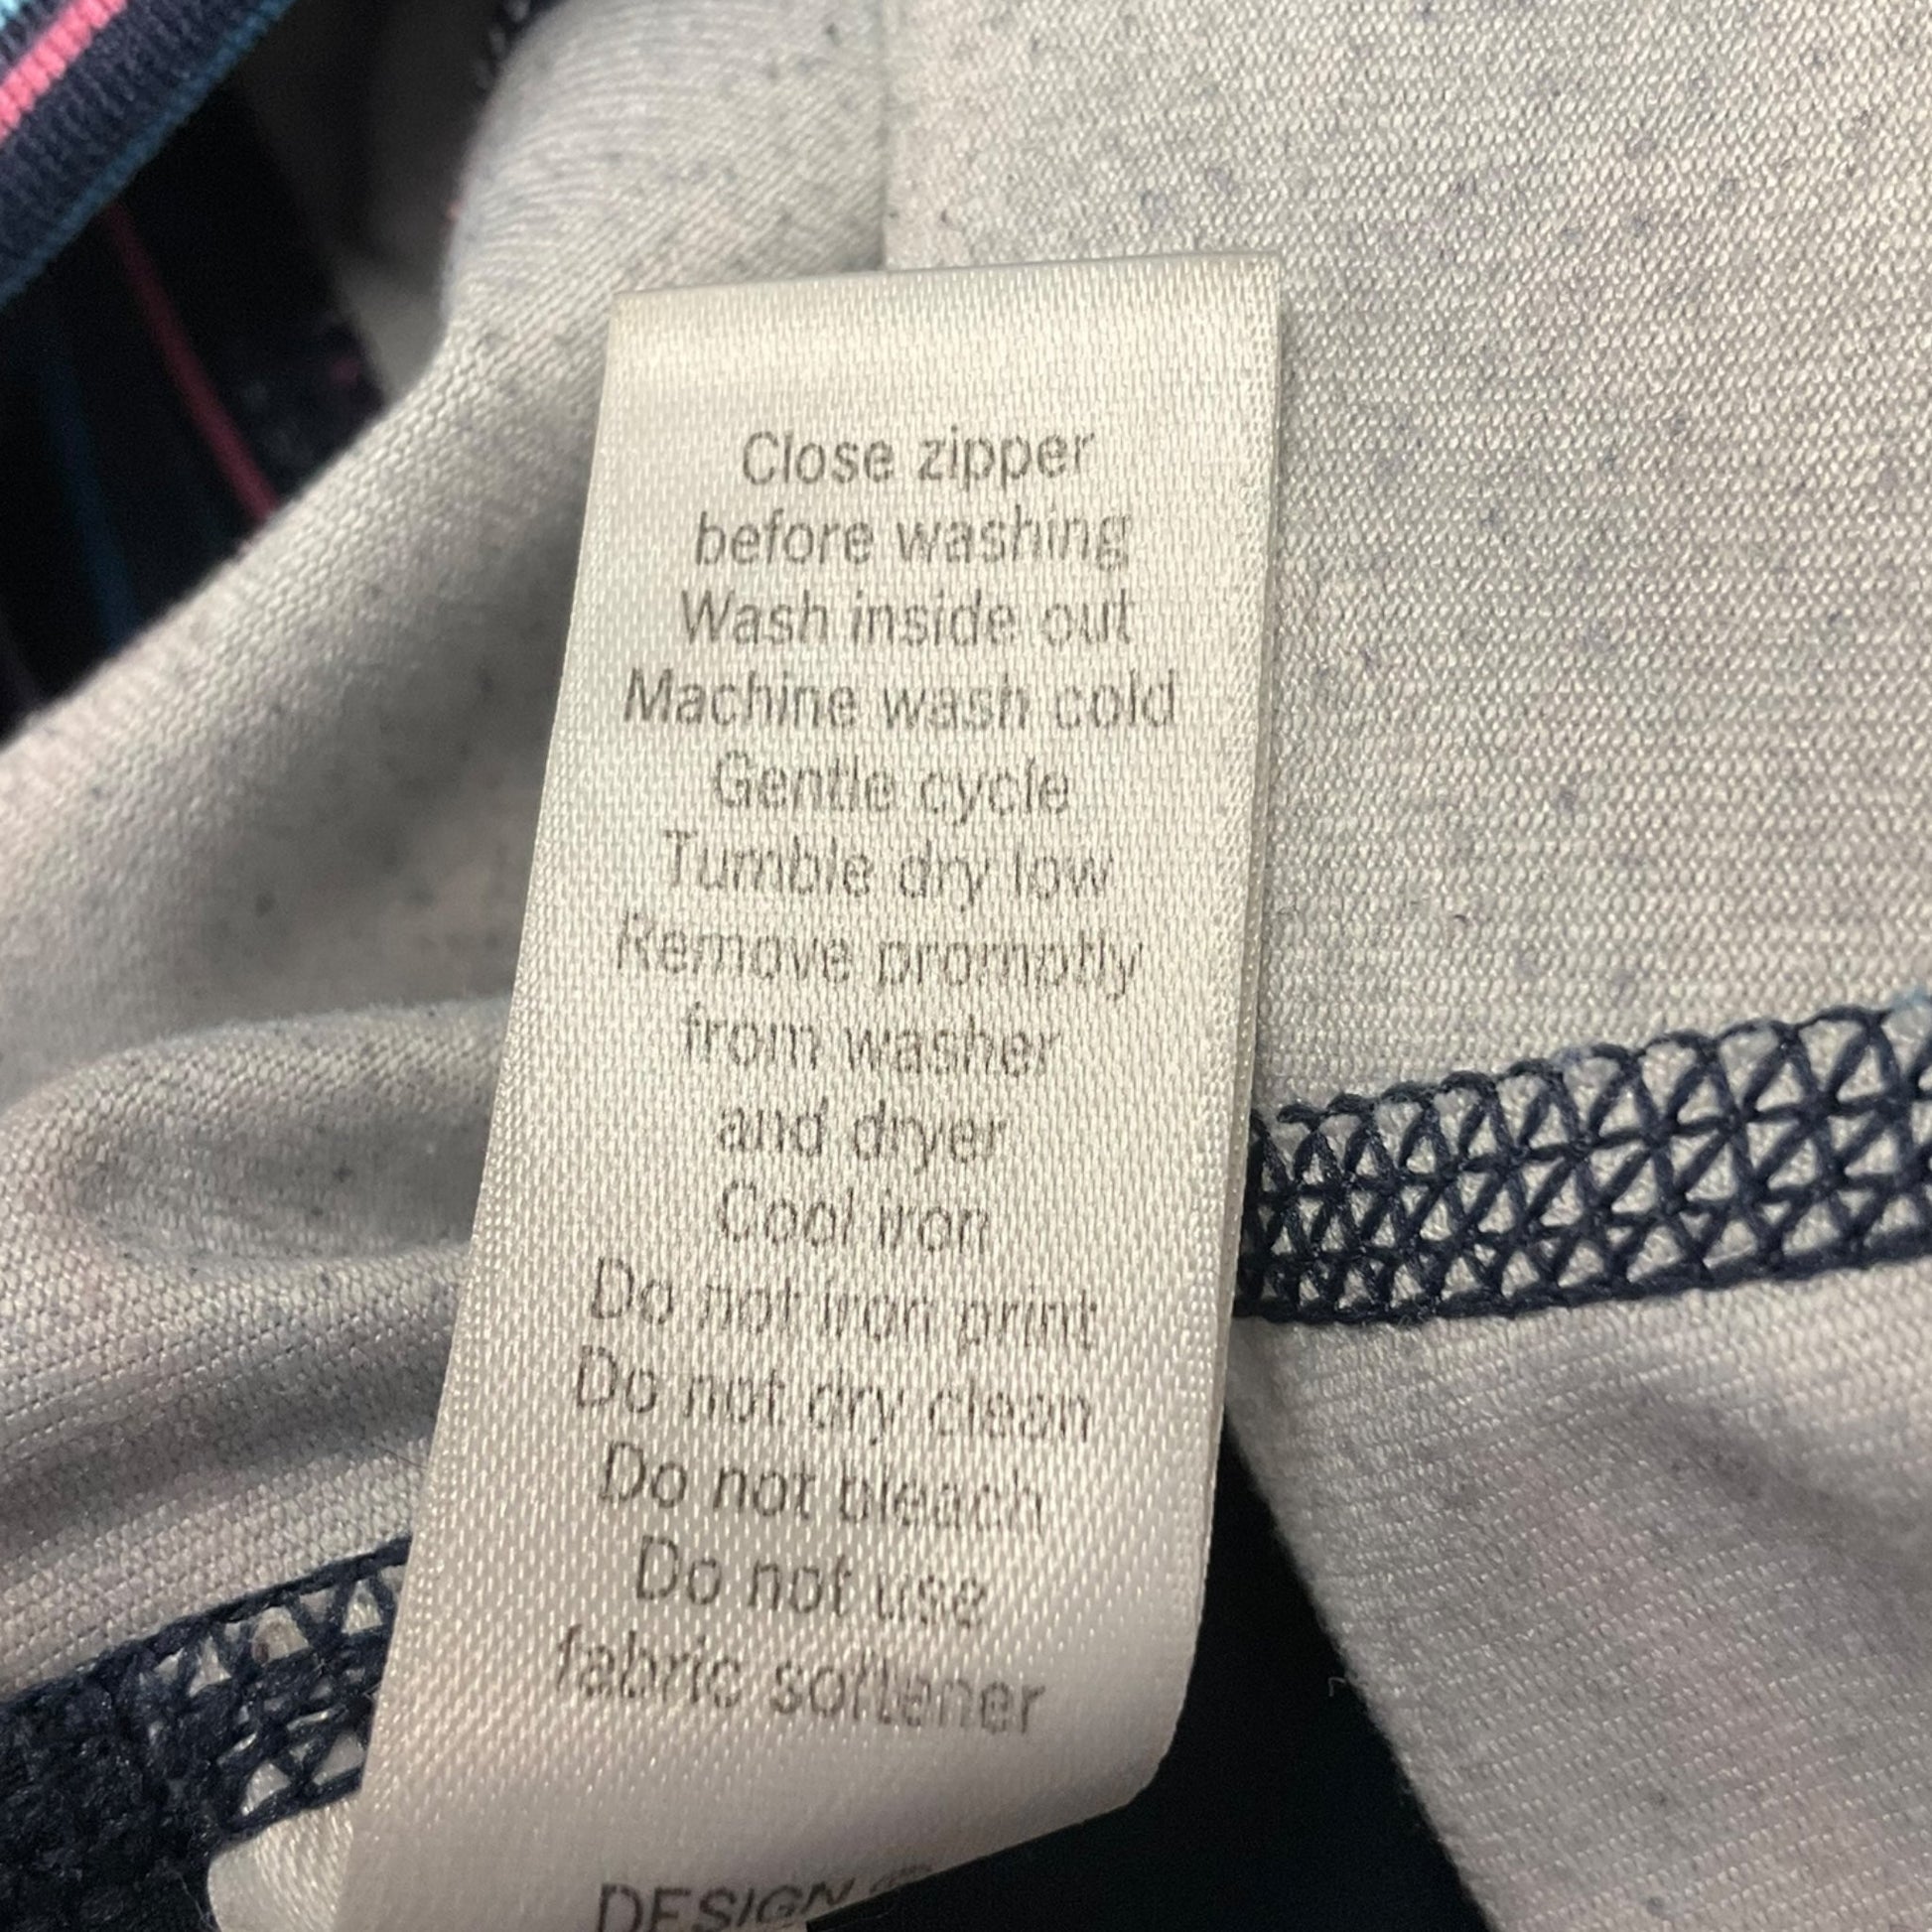 Close zipper
before washing
Wash inside out
Machine wash cold
Gentle cycle
Tumble dry low
Remove promptly
from washer
and dryer
Cool iron
Do not iron print
Do not dry clean
Do not bleach
Do not use
fabric softener
DESIGN